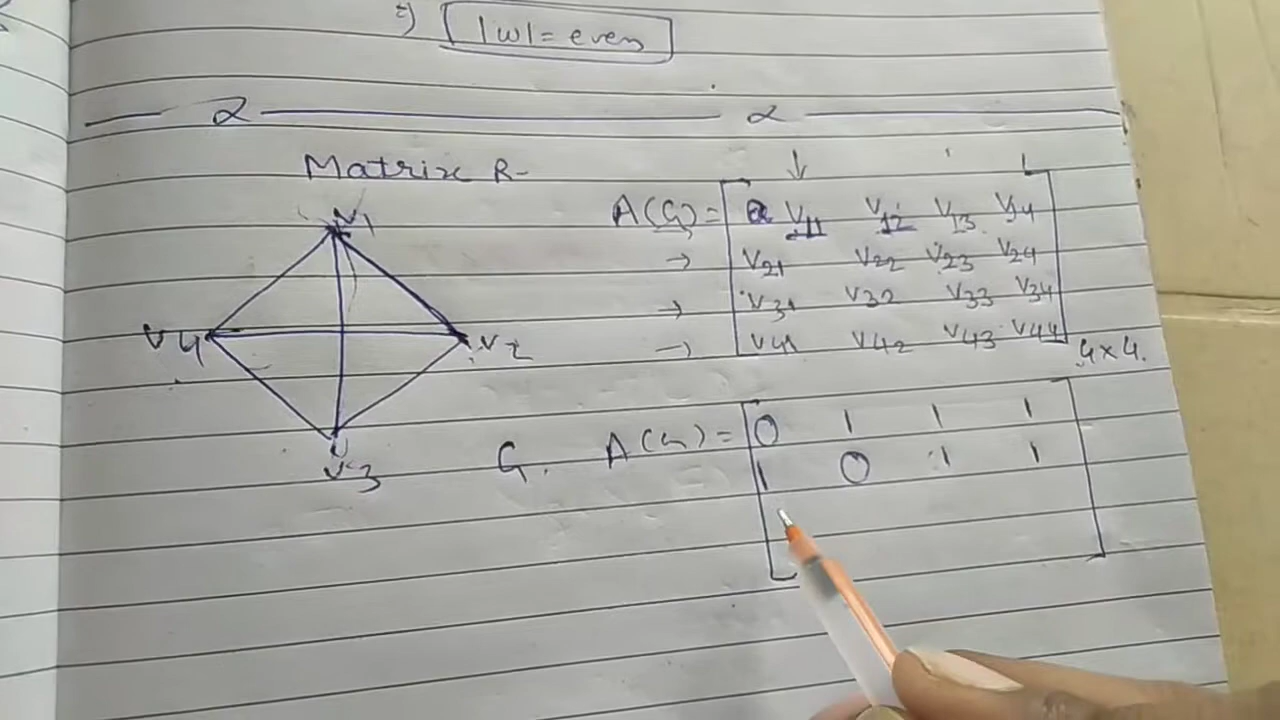 ⇒ |w| = even
Matrix R-
V1
V4
V2
V3
A(G) =
V11 V12 V13 V14
V21 V22 V23 V24
V31 V32 V33 V34
V41 V42 V43 V44
4×4.
G. A(G) =
0 1 1 1
1 0 1 1